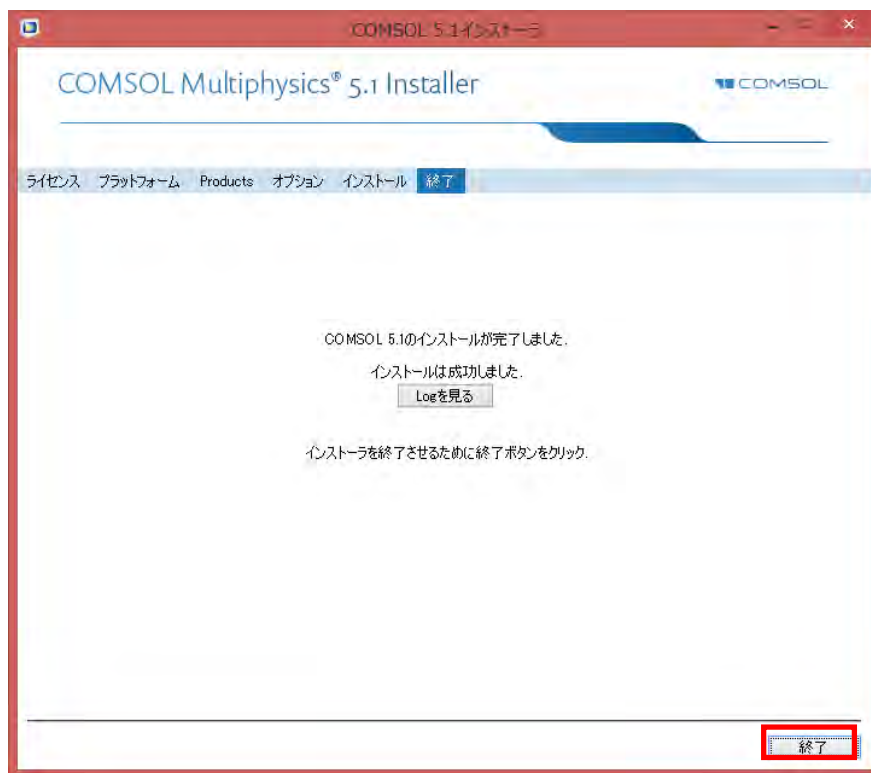 COMSOL 5.1インストーラ
COMSOL Multiphysics® 5.1 Installer
COMSOL
ライセンス プラットフォーム Products オプション インストール 終了
COMSOL 5.1のインストールが完了しました.
インストールは成功しました.
Logを見る
インストーラを終了させるために終了ボタンをクリック.
終了